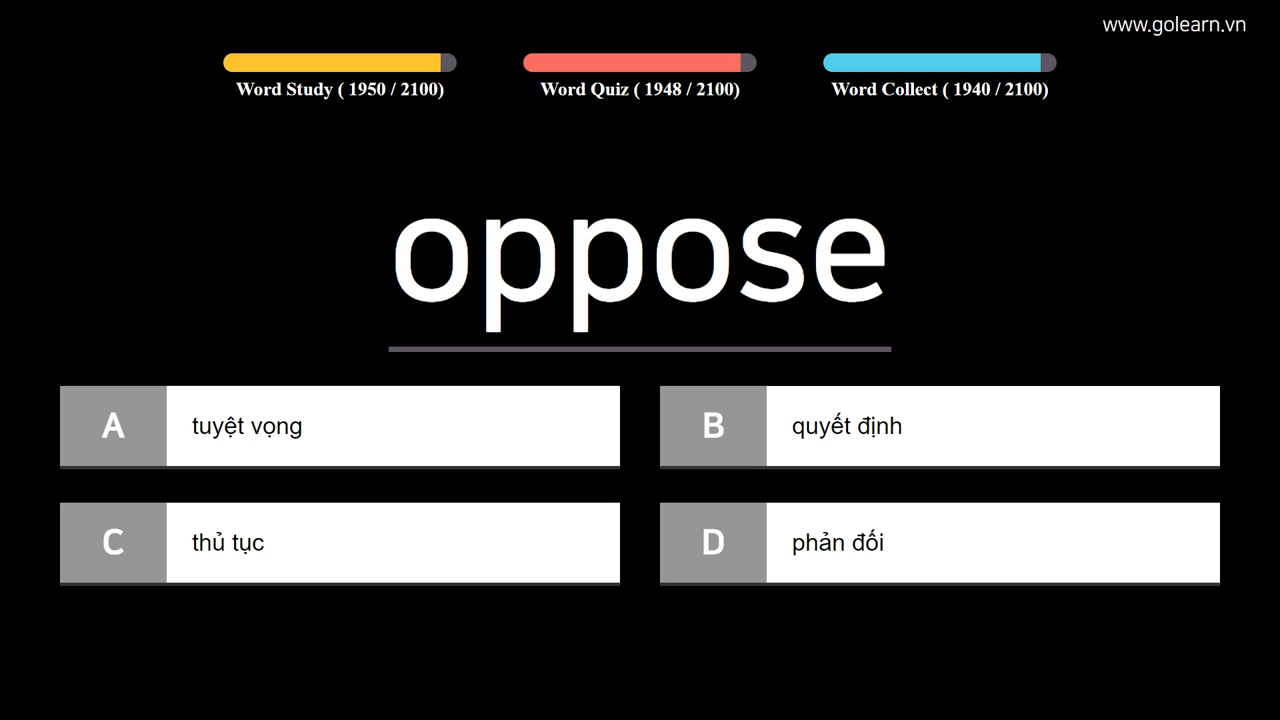 www.golearn.vn
Word Study ( 1950 / 2100)
Word Quiz ( 1948 / 2100)
Word Collect ( 1940 / 2100)
oppose
A tuyệt vọng
B quyết định
C thủ tục
D phản đối